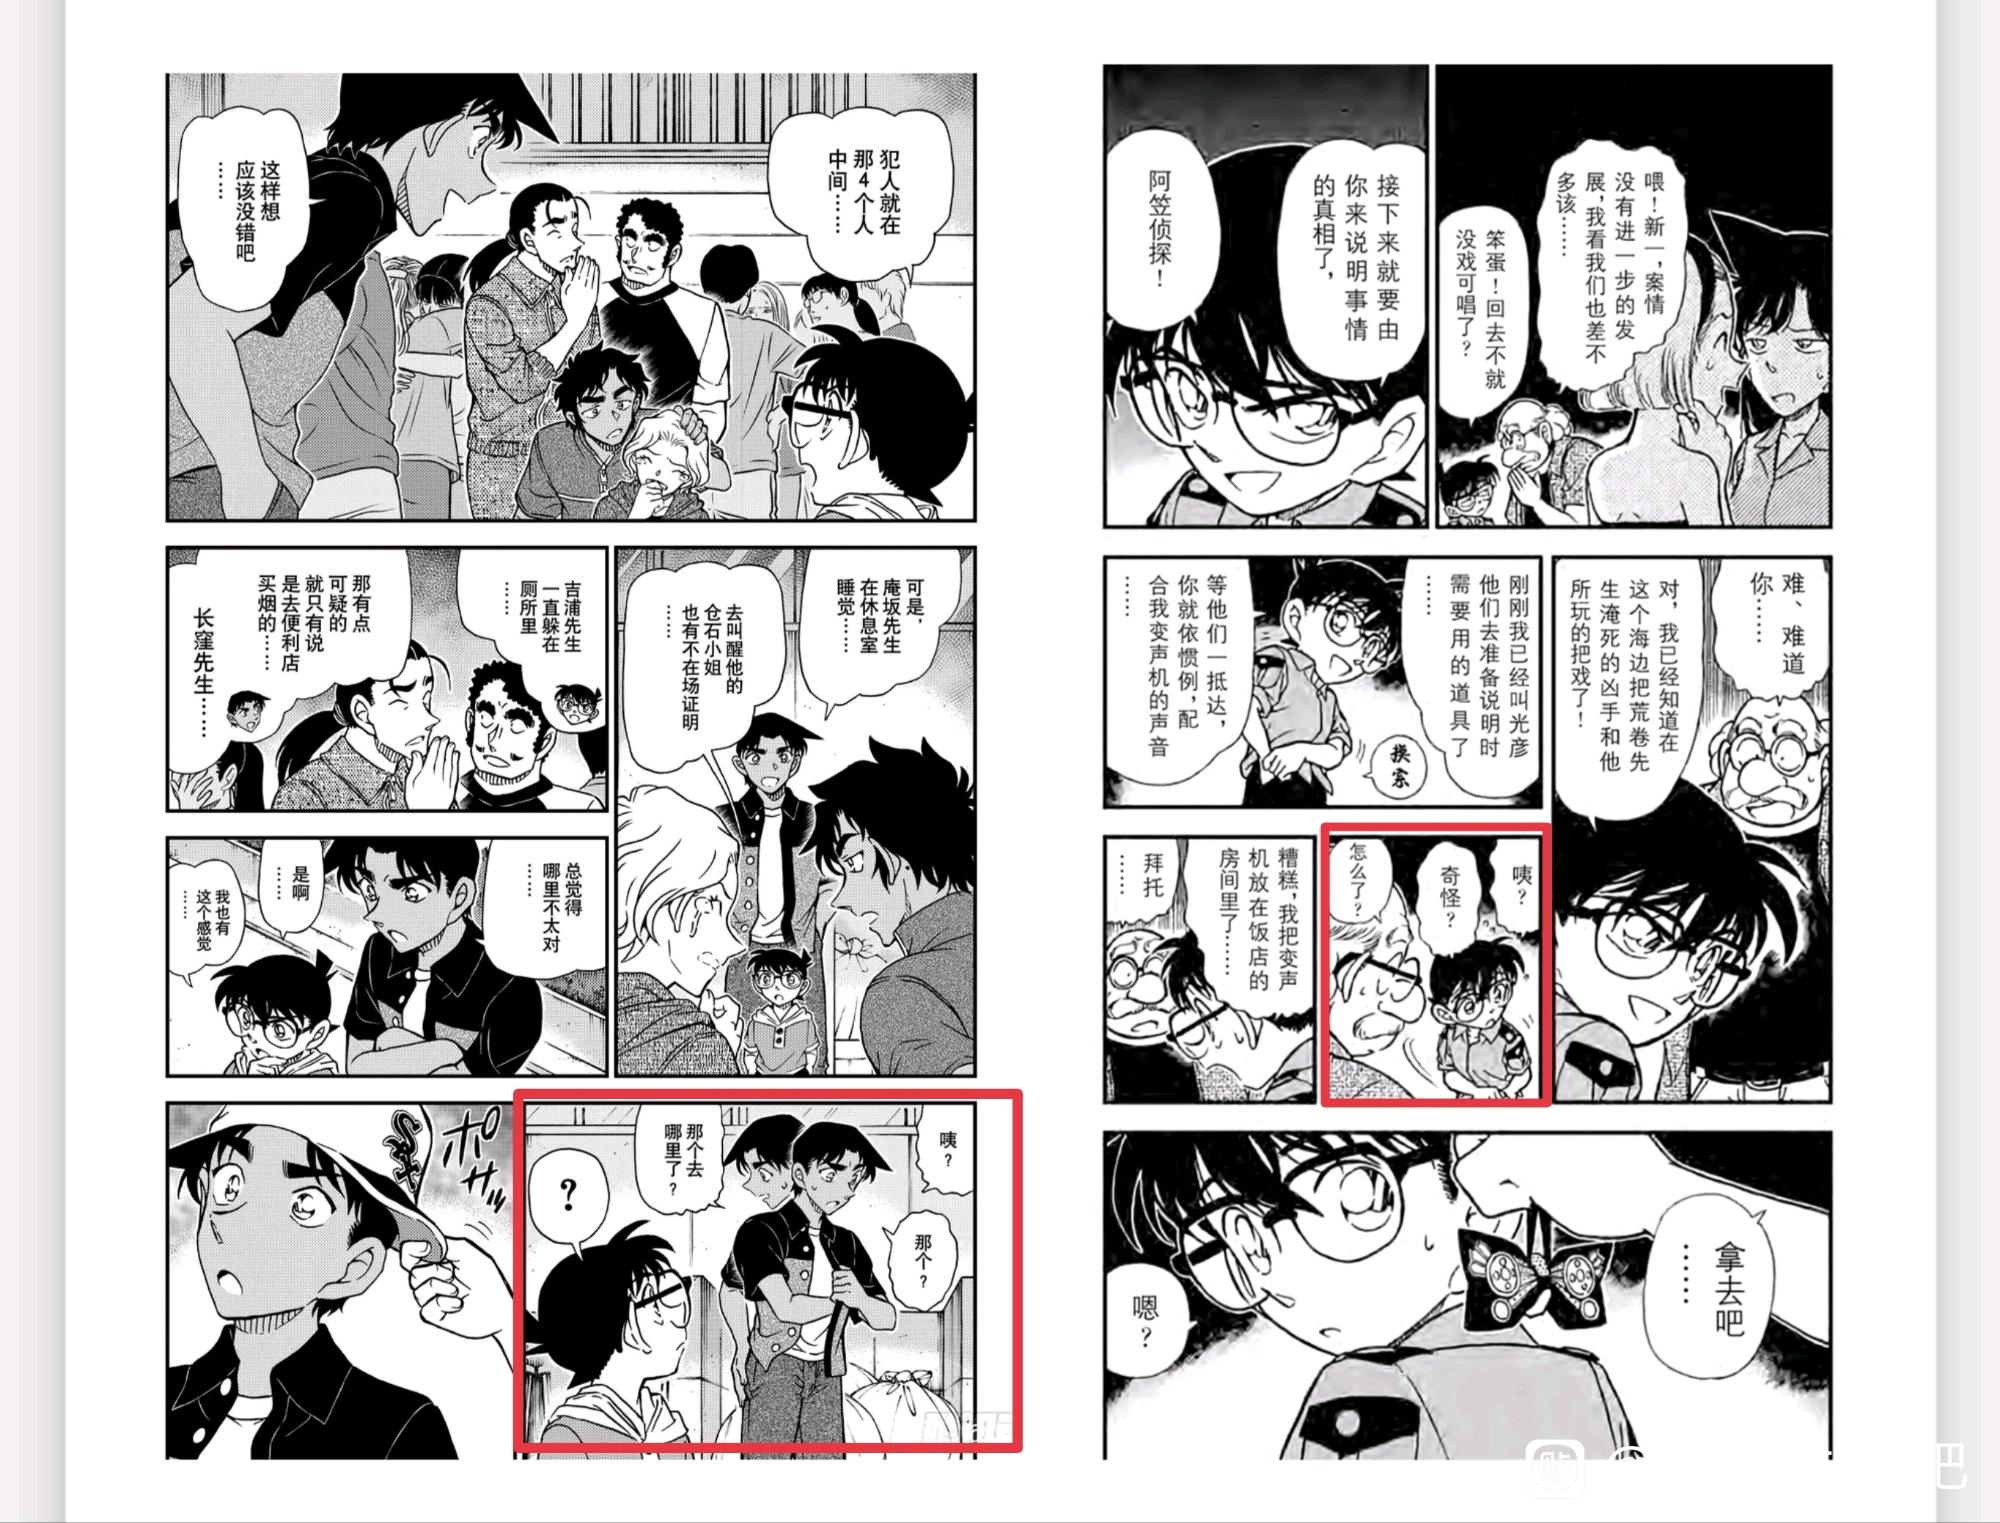 犯人就在
那4个人
中间……
这样想
应该没错吧
……
可是，
庵坂先生
在休息室
睡觉……
去叫醒他的
仓石小姐
也有不在场证明
……
吉浦先生
一直躲在
厕所里
……
那有点
可疑的
就只有说
是去便利店
买烟的……
长窪先生……
总觉得
哪里不太对
……
是啊
……
我也有
这个感觉
……
咦？
那个？
那个去
哪里了？
？
喂！新一，案情
没有进一步的发
展，我看我们也差不
多该……
笨蛋！回去不就
没戏可唱了？
接下来就要由
你来说明事情
的真相了，
阿笠侦探！
难、难道
你……
对，我已经知道在
这个海边把荒卷先
生淹死的凶手和他
所玩的把戏了！
刚刚我已经叫光彦
他们去准备说明时
需要用的道具了
……
摸索
等他们一抵达，
你就依惯例，配
合我变声机的声音
……
咦？
奇怪？
怎么了？
糟糕，我把变声
机放在饭店的
房间里了……
拜托
……
拿去吧
……
嗯？
贴
吧